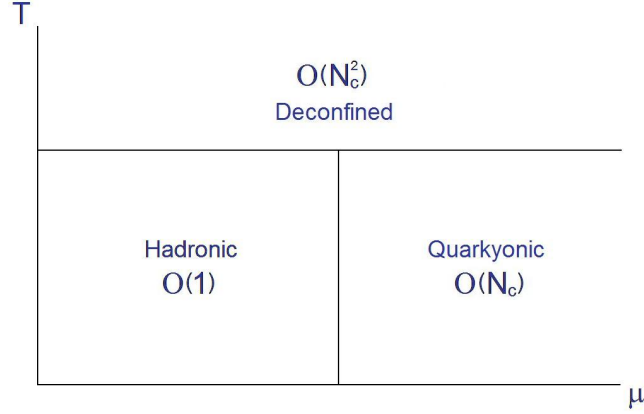 T
O(N_c^2)
Deconfined
Hadronic
O(1)
Quarkyonic
O(N_c)
μ